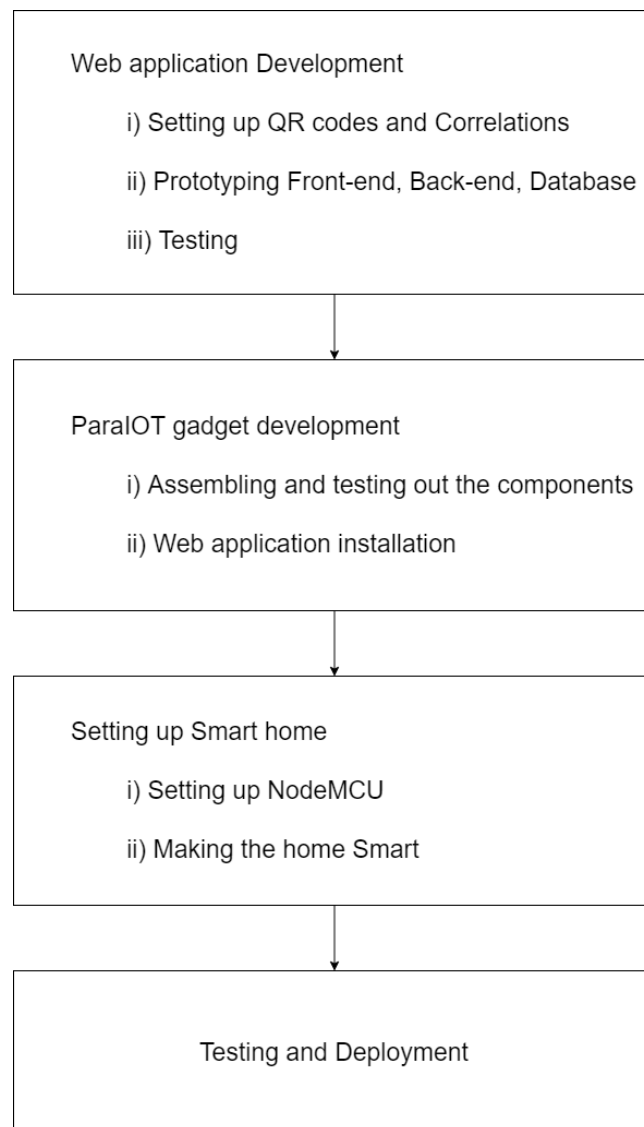 Web application Development
i) Setting up QR codes and Correlations
ii) Prototyping Front-end, Back-end, Database
iii) Testing
ParaIOT gadget development
i) Assembling and testing out the components
ii) Web application installation
Setting up Smart home
i) Setting up NodeMCU
ii) Making the home Smart
Testing and Deployment